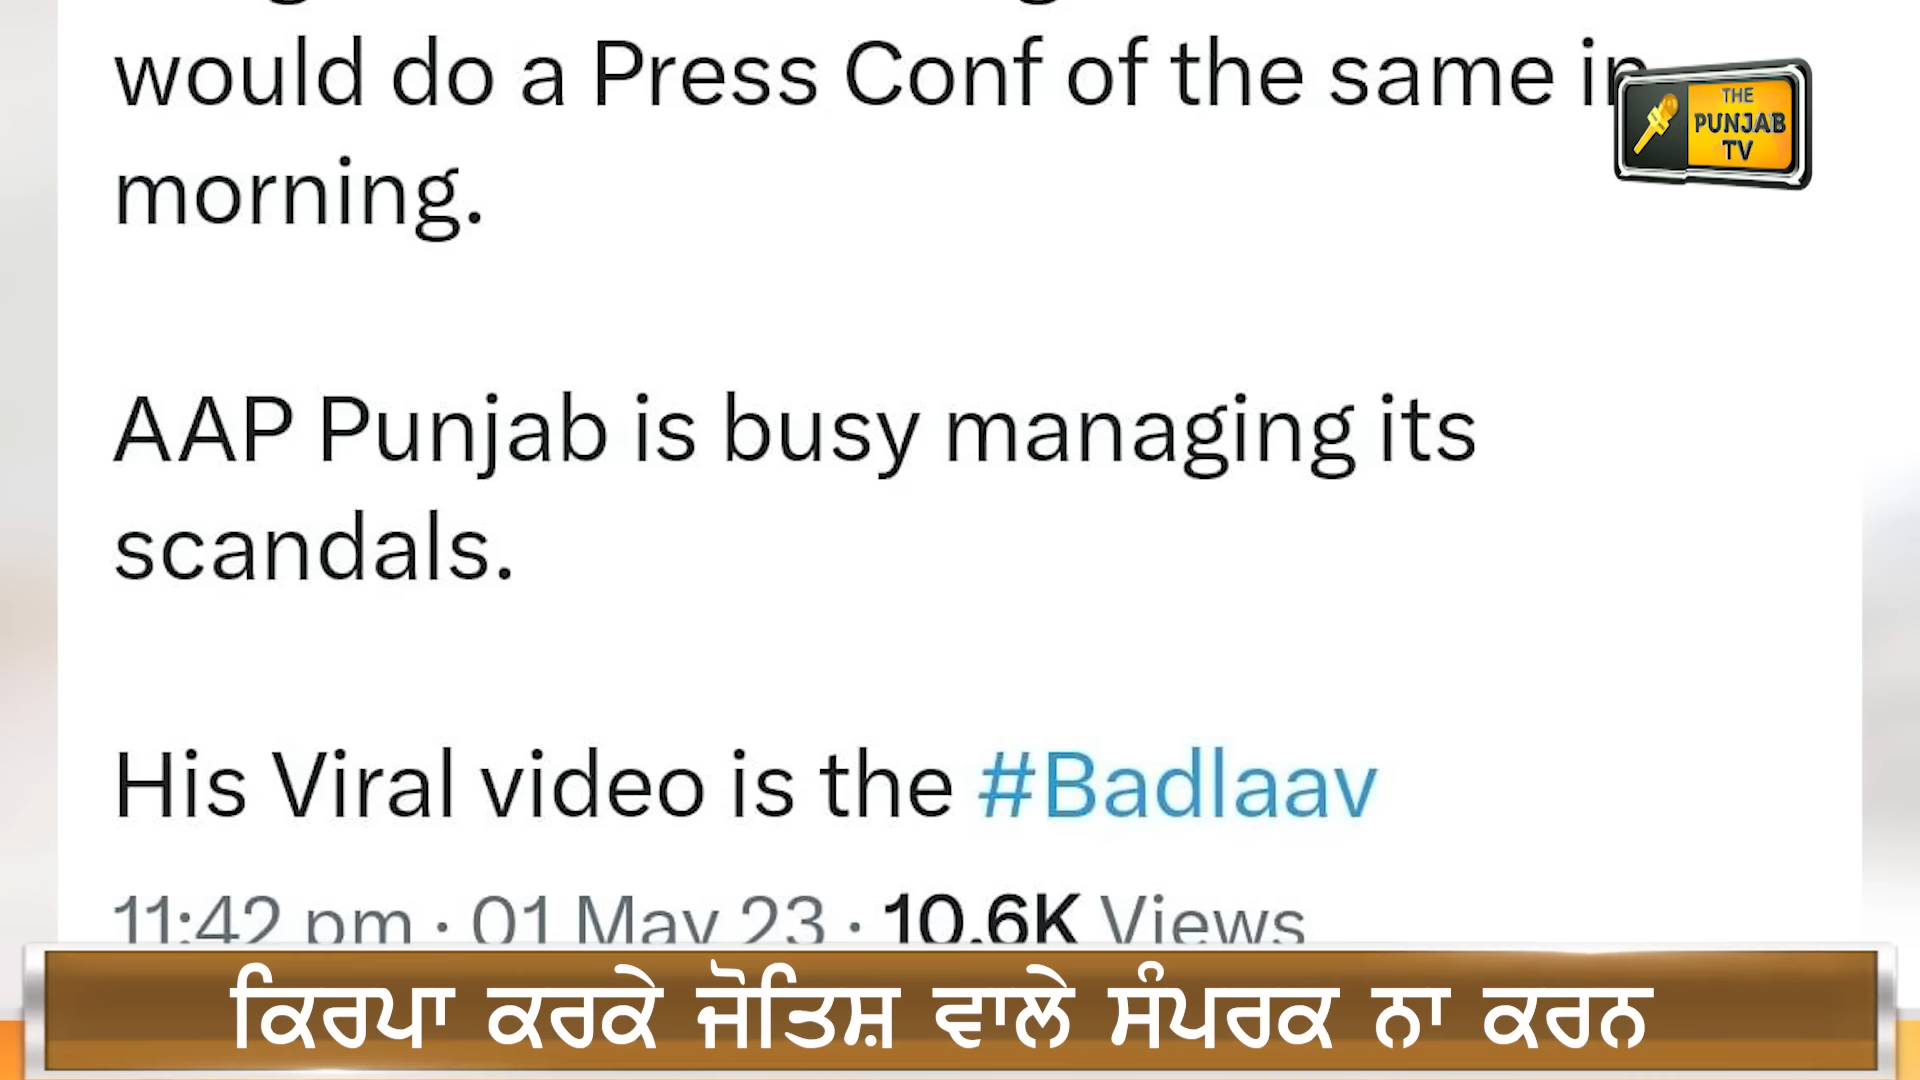 would do a Press Conf of the same in
morning.
AAP Punjab is busy managing its
scandals.
His Viral video is the #Badlaav
11:42 pm · 01 May 23 · 10.6K Views
THE
PUNJAB
TV
ਕਿਰਪਾ ਕਰਕੇ ਜੋਤਿਸ਼ ਵਾਲੇ ਸੰਪਰਕ ਨਾ ਕਰਨ